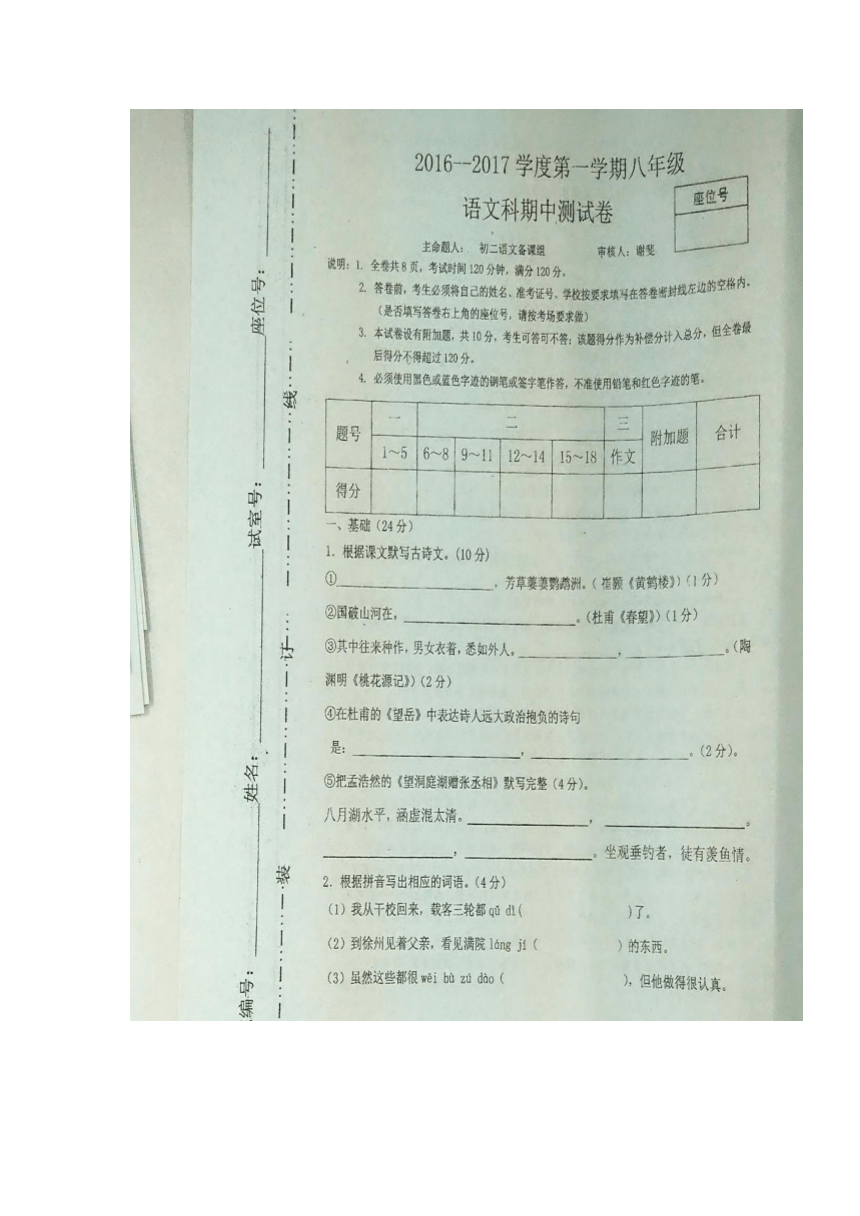 2016--2017 学度第一学期八年级
语文科期中测试卷
座位号
主命题人： 初二语文备课组 审核人：谢斐
说明：1. 全卷共8页，考试时间120分钟，满分120分。
2. 答卷前，考生必须将自己的姓名、准考证号、学校按要求填写在答卷密封线左边的空格内。
（是否填写答卷右上角的座位号，请按考场要求做）
3. 本试卷设有附加题，共10分，考生可答可不答；该题得分作为补偿分计入总分，但全卷最
后得分不得超过120分。
4. 必须使用黑色或蓝色字迹的钢笔或签字笔作答，不准使用铅笔和红色字迹的笔。
题号 一 二 三 附加题 合计
1～5 6～8 9～11 12～14 15～18 作文
得分
一、基础（24分）
1. 根据课文默写古诗文。(10分)
①____________________，芳草萋萋鹦鹉洲。（崔颢《黄鹤楼》）（1分）
②国破山河在，____________________。（杜甫《春望》）（1分）
③其中往来种作，男女衣着，悉如外人。____________，____________。（陶
渊明《桃花源记》）（2分）
④在杜甫的《望岳》中表达诗人远大政治抱负的诗句
是：____________________，____________________。（2分）。
⑤把孟浩然的《望洞庭湖赠张丞相》默写完整（4分）。
八月湖水平，涵虚混太清。____________，____________。
____________，____________。坐观垂钓者，徒有羡鱼情。
2. 根据拼音写出相应的词语。（4分）
（1）我从干校回来，载客三轮都 qǔ dì（ ）了。
（2）到徐州见着父亲，看见满院 láng jí（ ）的东西。
（3）虽然这些都很 wēi bù zú dào（ ），但他做得很认真。
座位号：
试室号：
姓名：
编号：
线
订
装